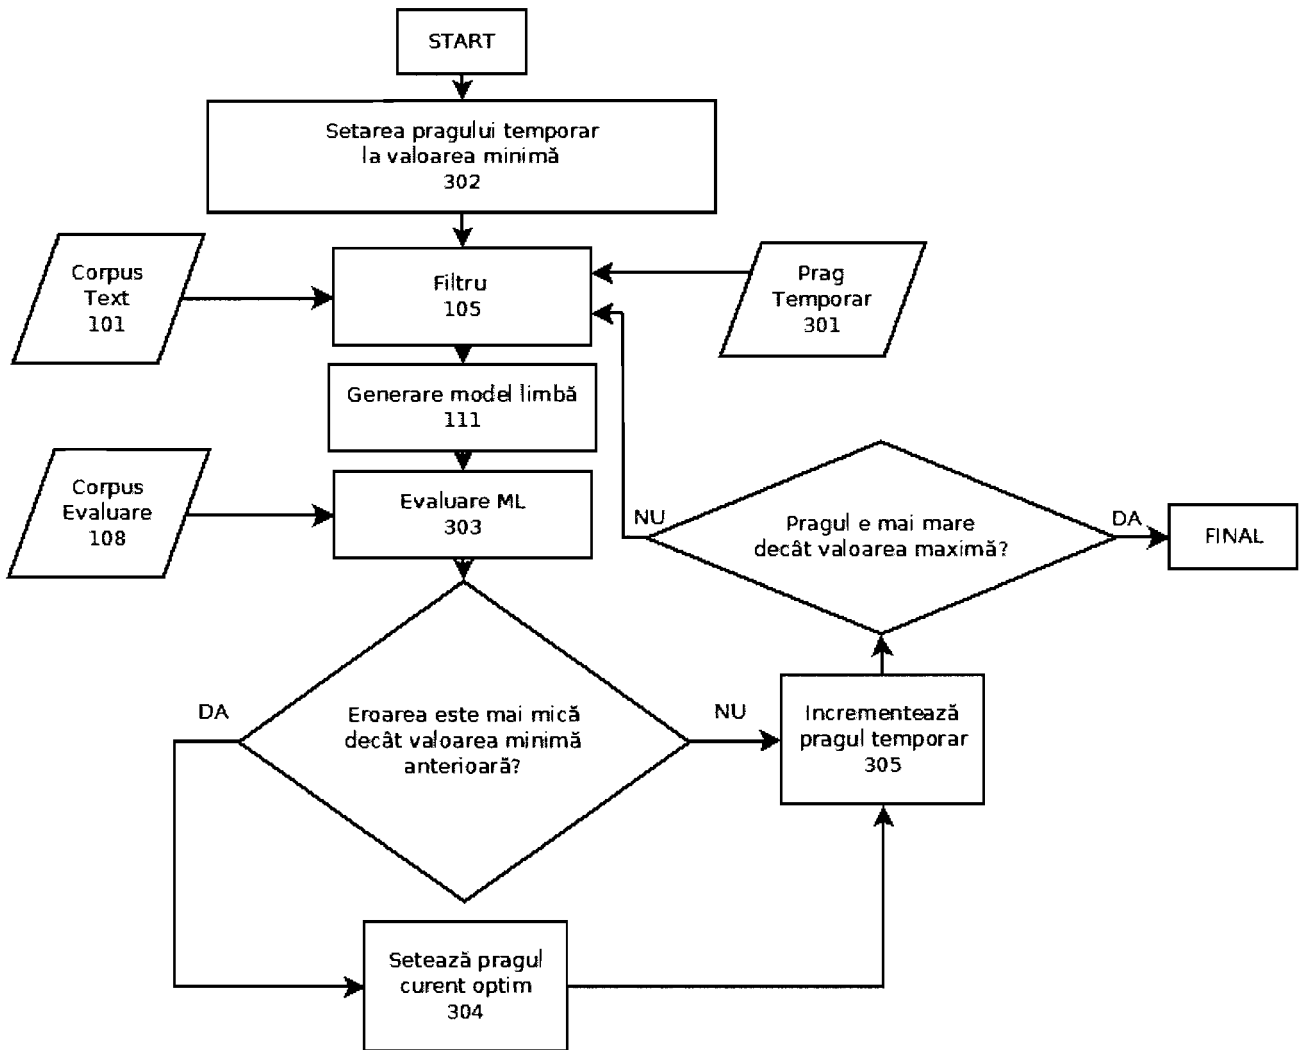 START
Setarea pragului temporar
la valoarea minimă
302
Corpus
Text
101
Filtru
105
Prag
Temporar
301
Generare model limbă
111
Corpus
Evaluare
108
Evaluare ML
303
NU
Pragul e mai mare
decât valoarea maximă?
DA
FINAL
DA
Eroarea este mai mică
decât valoarea minimă
anterioară?
NU
Incrementează
pragul temporar
305
Setează pragul
curent optim
304